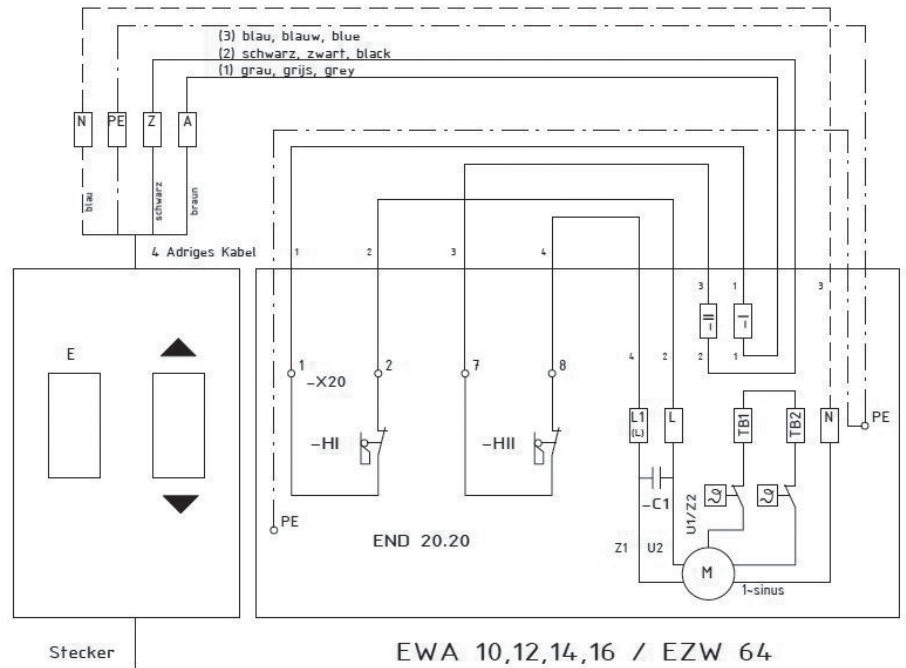 (3) blau, blauw, blue
(2) schwarz, zwart, black
(1) grau, grijs, grey
N PE Z A
blau schwarz braun
4 Adriges Kabel
1 2 3 4 3 1 3
E
-II -I
4 2 2 1
1 2 7 8
-X20
L1 (L) L TB1 TB2 N PE
-HI -HII
-C1
U1/Z2
PE
END 20.20
Z1 U2
M
1~sinus
Stecker
EWA 10,12,14,16 / EZW 64